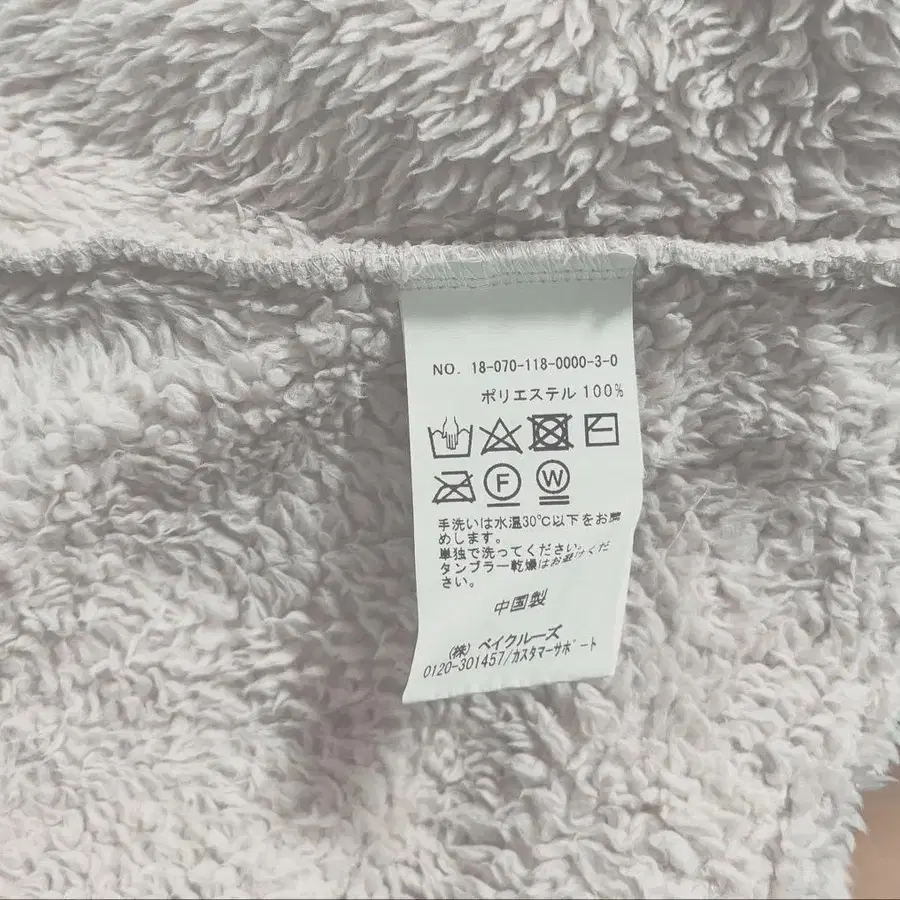 NO. 18-070-118-0000-3-0
ポリエステル 100%
F
W
手洗いは水温30℃以下をお薦
めします。
単独で洗ってください。
タンブラー乾燥はお避けくだ
さい。
中国製
(株) ベイクルーズ
0120-301457/カスタマーサポート